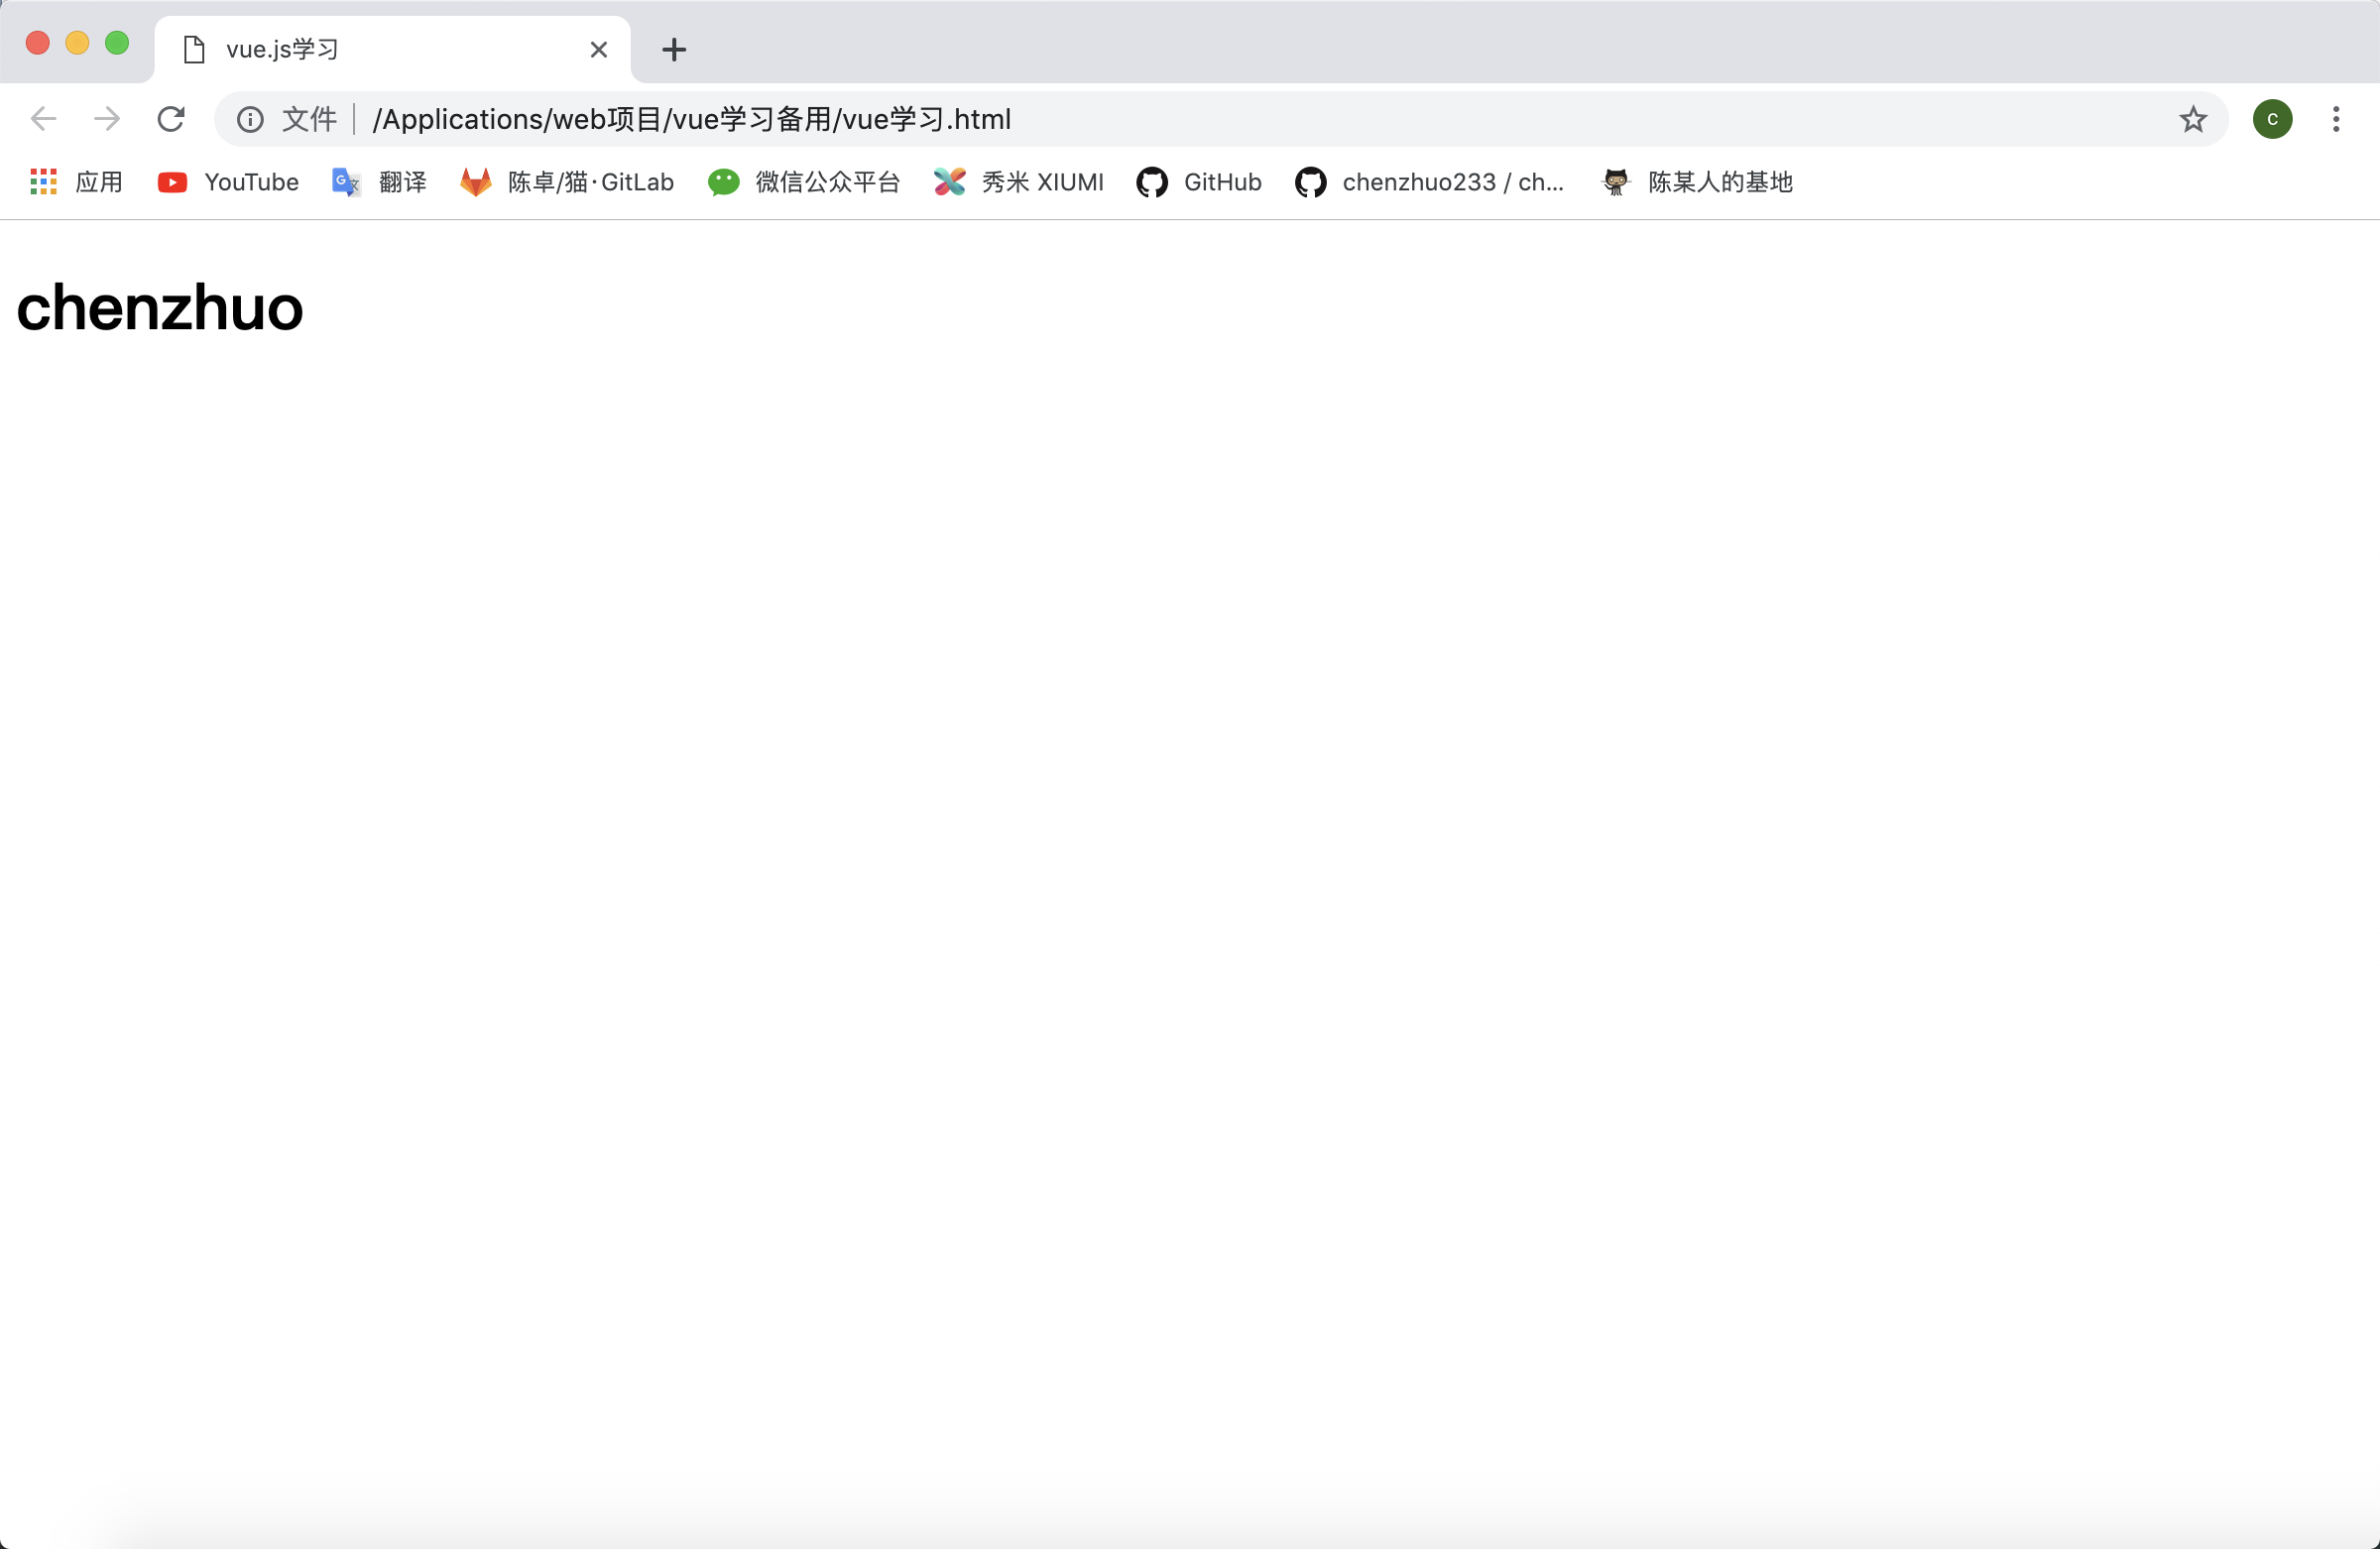 vue.js学习
文件 /Applications/web项目/vue学习备用/vue学习.html
C
应用 YouTube 翻译 陈卓/猫·GitLab 微信公众平台 秀米 XIUMI GitHub chenzhuo233 / ch... 陈某人的基地
chenzhuo